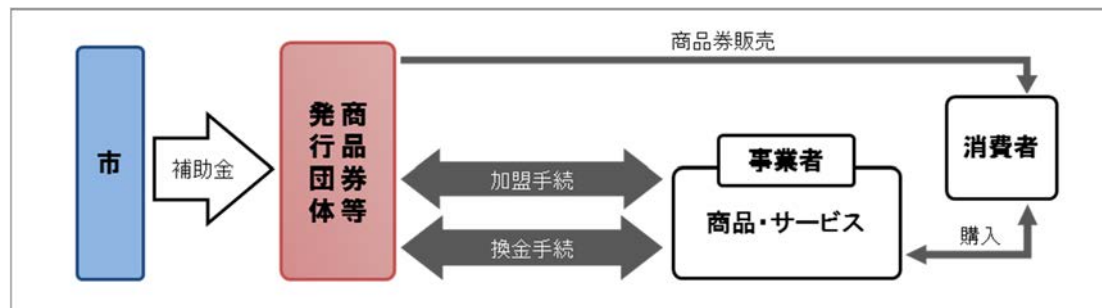 市
補助金
商品券等
発行団体
商品券販売
加盟手続
換金手続
事業者
商品・サービス
消費者
購入